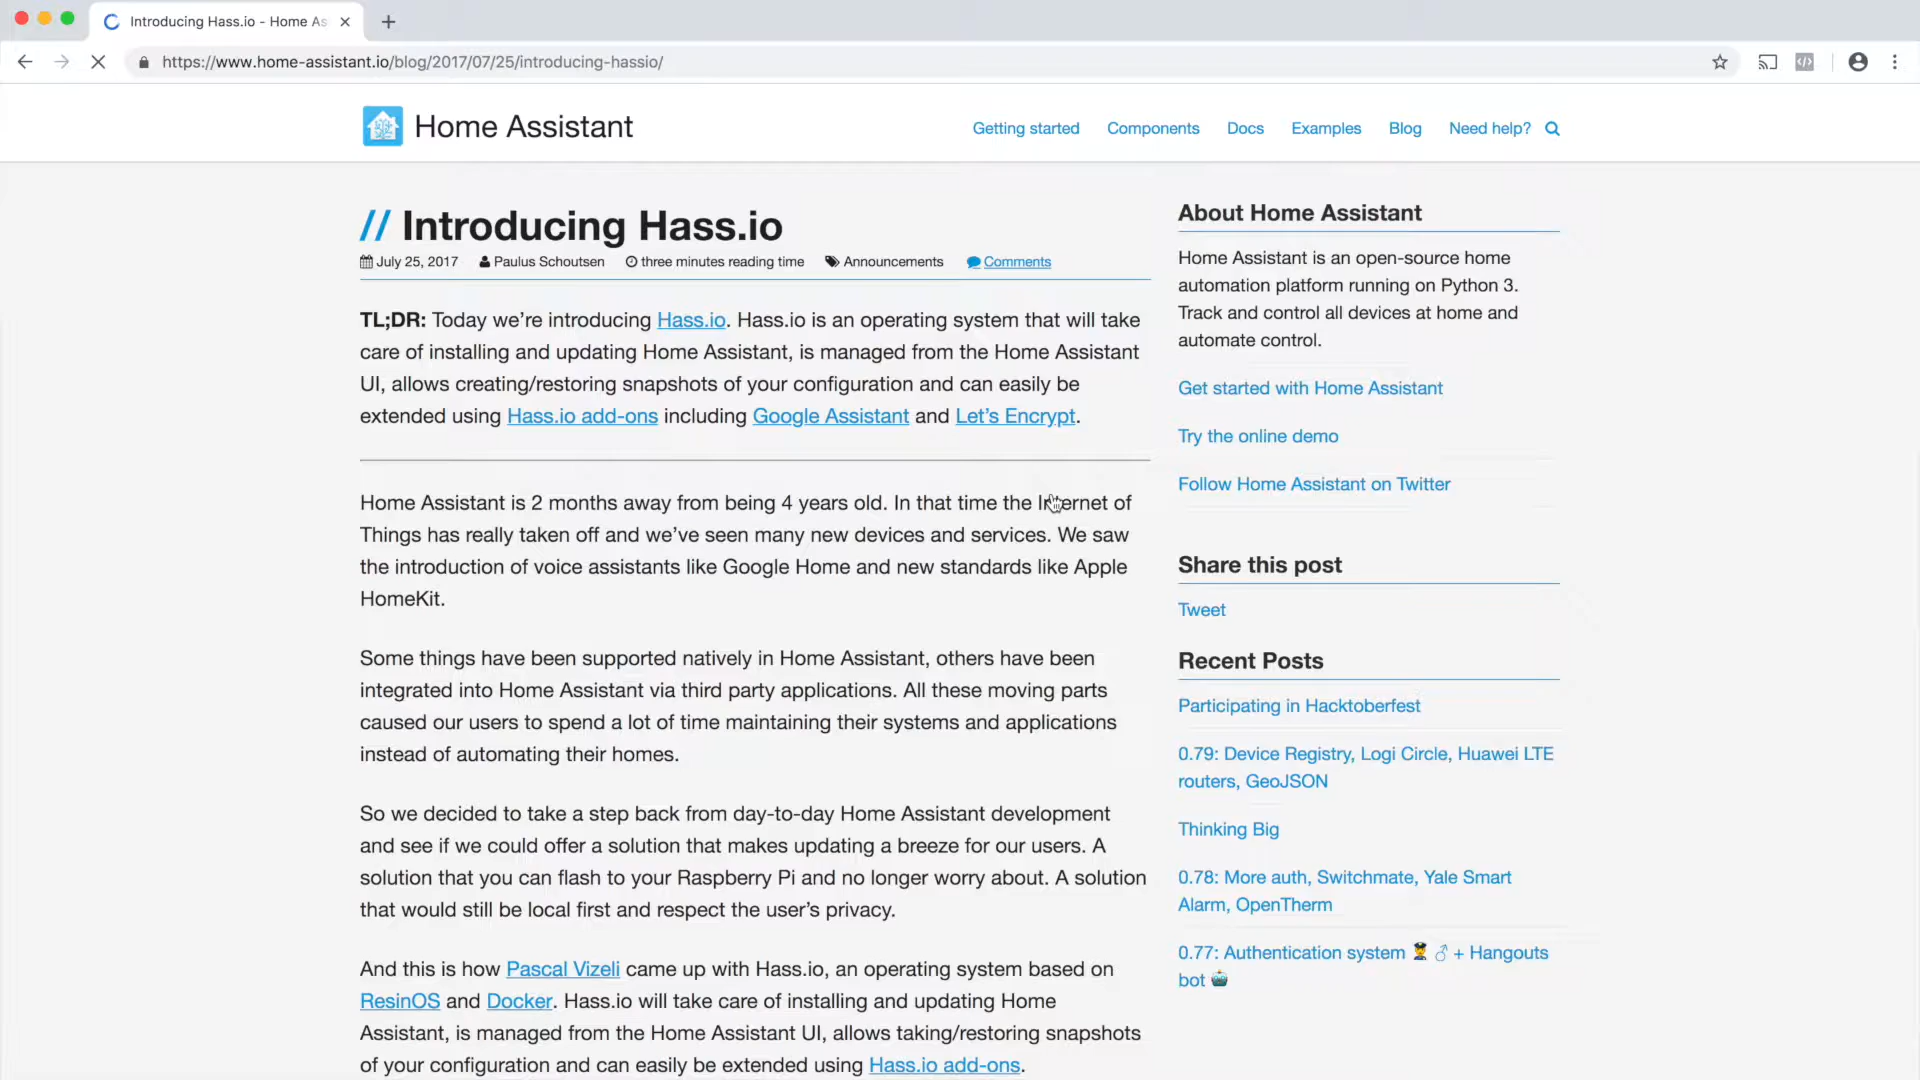 Introducing Hass.io - Home As
https://www.home-assistant.io/blog/2017/07/25/introducing-hassio/
Home Assistant
Getting started Components Docs Examples Blog Need help?
// Introducing Hass.io
July 25, 2017 Paulus Schoutsen three minutes reading time Announcements Comments
TL;DR: Today we’re introducing Hass.io. Hass.io is an operating system that will take
care of installing and updating Home Assistant, is managed from the Home Assistant
UI, allows creating/restoring snapshots of your configuration and can easily be
extended using Hass.io add-ons including Google Assistant and Let’s Encrypt.
Home Assistant is 2 months away from being 4 years old. In that time the Internet of
Things has really taken off and we’ve seen many new devices and services. We saw
the introduction of voice assistants like Google Home and new standards like Apple
HomeKit.
Some things have been supported natively in Home Assistant, others have been
integrated into Home Assistant via third party applications. All these moving parts
caused our users to spend a lot of time maintaining their systems and applications
instead of automating their homes.
So we decided to take a step back from day-to-day Home Assistant development
and see if we could offer a solution that makes updating a breeze for our users. A
solution that you can flash to your Raspberry Pi and no longer worry about. A solution
that would still be local first and respect the user’s privacy.
And this is how Pascal Vizeli came up with Hass.io, an operating system based on
ResinOS and Docker. Hass.io will take care of installing and updating Home
Assistant, is managed from the Home Assistant UI, allows taking/restoring snapshots
of your configuration and can easily be extended using Hass.io add-ons.
About Home Assistant
Home Assistant is an open-source home
automation platform running on Python 3.
Track and control all devices at home and
automate control.
Get started with Home Assistant
Try the online demo
Follow Home Assistant on Twitter
Share this post
Tweet
Recent Posts
Participating in Hacktoberfest
0.79: Device Registry, Logi Circle, Huawei LTE
routers, GeoJSON
Thinking Big
0.78: More auth, Switchmate, Yale Smart
Alarm, OpenTherm
0.77: Authentication system 👮‍♂ + Hangouts
bot 🤖